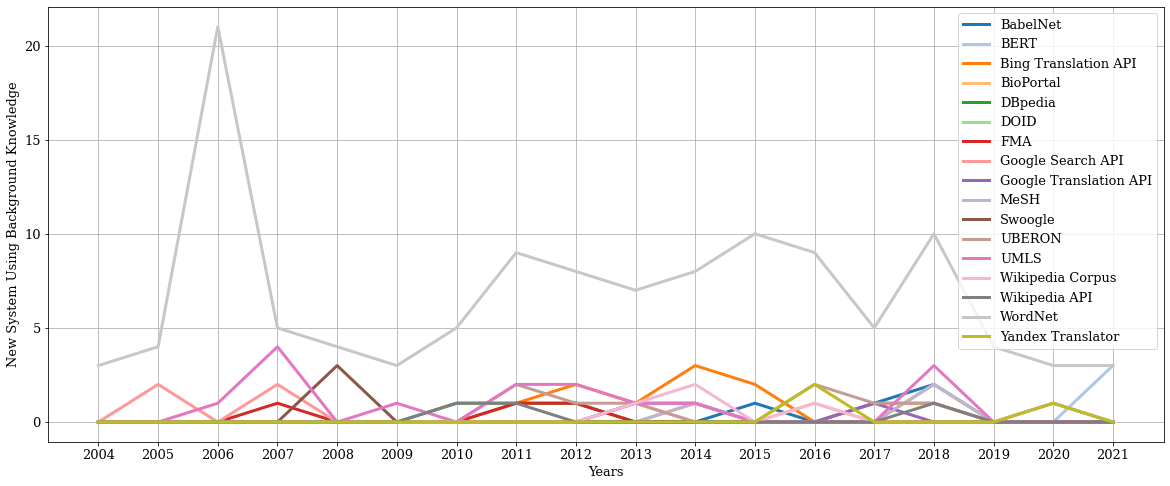 New System Using Background Knowledge
20
15
10
5
0
2004 2005 2006 2007 2008 2009 2010 2011 2012 2013 2014 2015 2016 2017 2018 2019 2020 2021
Years
BabelNet
BERT
Bing Translation API
BioPortal
DBpedia
DOID
FMA
Google Search API
Google Translation API
MeSH
Swoogle
UBERON
UMLS
Wikipedia Corpus
Wikipedia API
WordNet
Yandex Translator